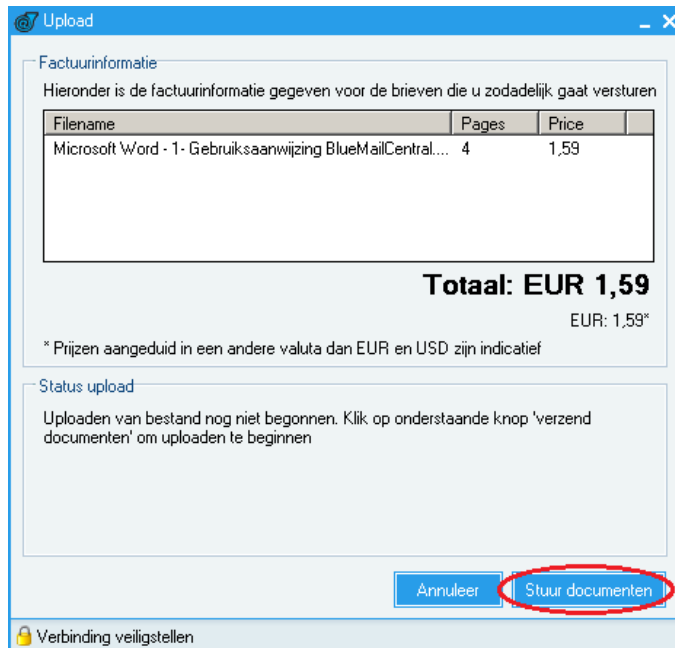 Upload
Factuurinformatie
Hieronder is de factuurinformatie gegeven voor de brieven die u zodadelijk gaat versturen
Filename Pages Price
Microsoft Word - 1- Gebruiksaanwijzing BlueMailCentral.... 4 1,59
Totaal: EUR 1,59
EUR: 1,59*
* Prijzen aangeduid in een andere valuta dan EUR en USD zijn indicatief
Status upload
Uploaden van bestand nog niet begonnen. Klik op onderstaande knop 'verzend
documenten' om uploaden te beginnen
Annuleer Stuur documenten
Verbinding veiligstellen